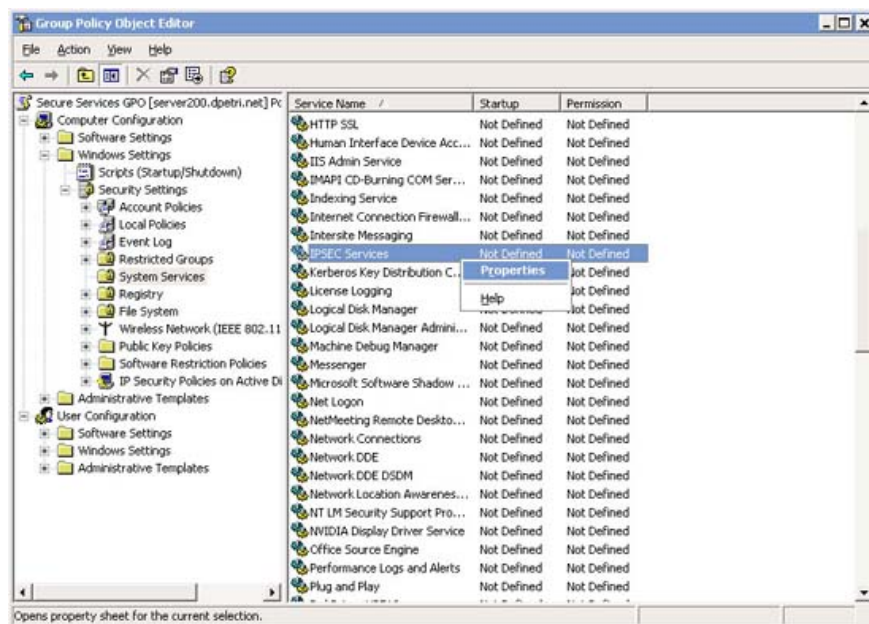 Group Policy Object Editor
File Action View Help
Secure Services GPO [server200.dpetri.net] Pc
Computer Configuration
Software Settings
Windows Settings
Scripts (Startup/Shutdown)
Security Settings
Account Policies
Local Policies
Event Log
Restricted Groups
System Services
Registry
File System
Wireless Network (IEEE 802.11
Public Key Policies
Software Restriction Policies
IP Security Policies on Active Di
Administrative Templates
User Configuration
Software Settings
Windows Settings
Administrative Templates
Service Name / Startup Permission
HTTP SSL Not Defined Not Defined
Human Interface Device Acc... Not Defined Not Defined
IIS Admin Service Not Defined Not Defined
IMAPI CD-Burning COM Ser... Not Defined Not Defined
Indexing Service Not Defined Not Defined
Internet Connection Firewall... Not Defined Not Defined
Intersite Messaging Not Defined Not Defined
IPSEC Services Not Defined Not Defined
Kerberos Key Distribution C... Not Defined
License Logging Not Defined
Logical Disk Manager Not Defined
Logical Disk Manager Admini... Not Defined Not Defined
Machine Debug Manager Not Defined Not Defined
Messenger Not Defined Not Defined
Microsoft Software Shadow ... Not Defined Not Defined
Net Logon Not Defined Not Defined
NetMeeting Remote Deskto... Not Defined Not Defined
Network Connections Not Defined Not Defined
Network DDE Not Defined Not Defined
Network DDE DSDM Not Defined Not Defined
Network Location Awarenes... Not Defined Not Defined
NT LM Security Support Pro... Not Defined Not Defined
NVIDIA Display Driver Service Not Defined Not Defined
Office Source Engine Not Defined Not Defined
Performance Logs and Alerts Not Defined Not Defined
Plug and Play Not Defined Not Defined
Properties
Help
Opens property sheet for the current selection.